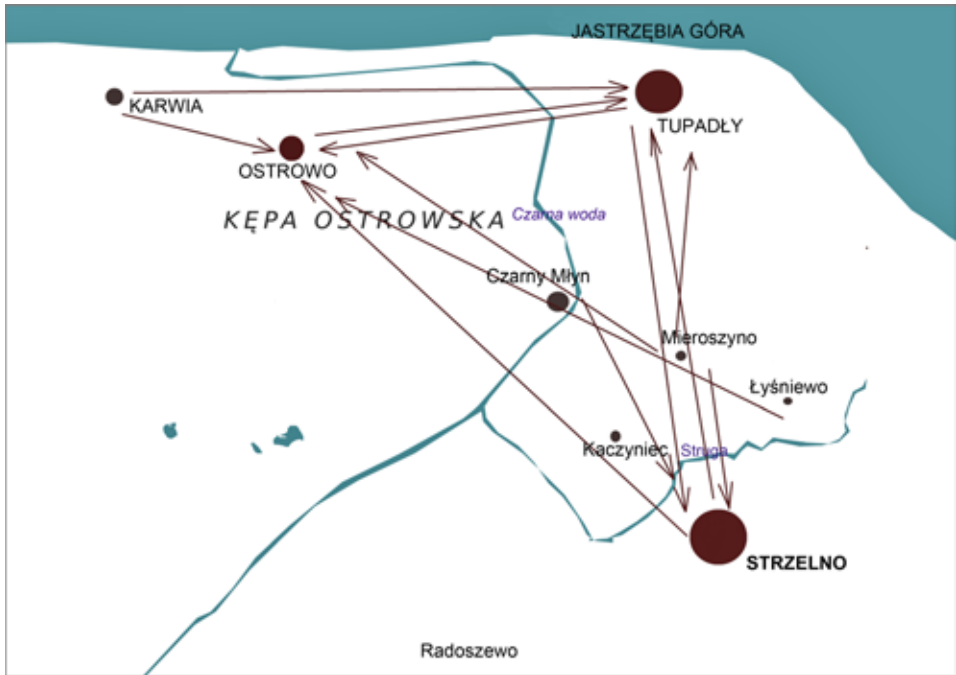 JASTRZĘBIA GÓRA
KARWIA
TUPADŁY
OSTROWO
KĘPA OSTROWSKA
Czarna woda
Czarny Młyn
Mieroszyno
Łyśniewo
Kaczyniec
Struga
STRZELNO
Radoszewo